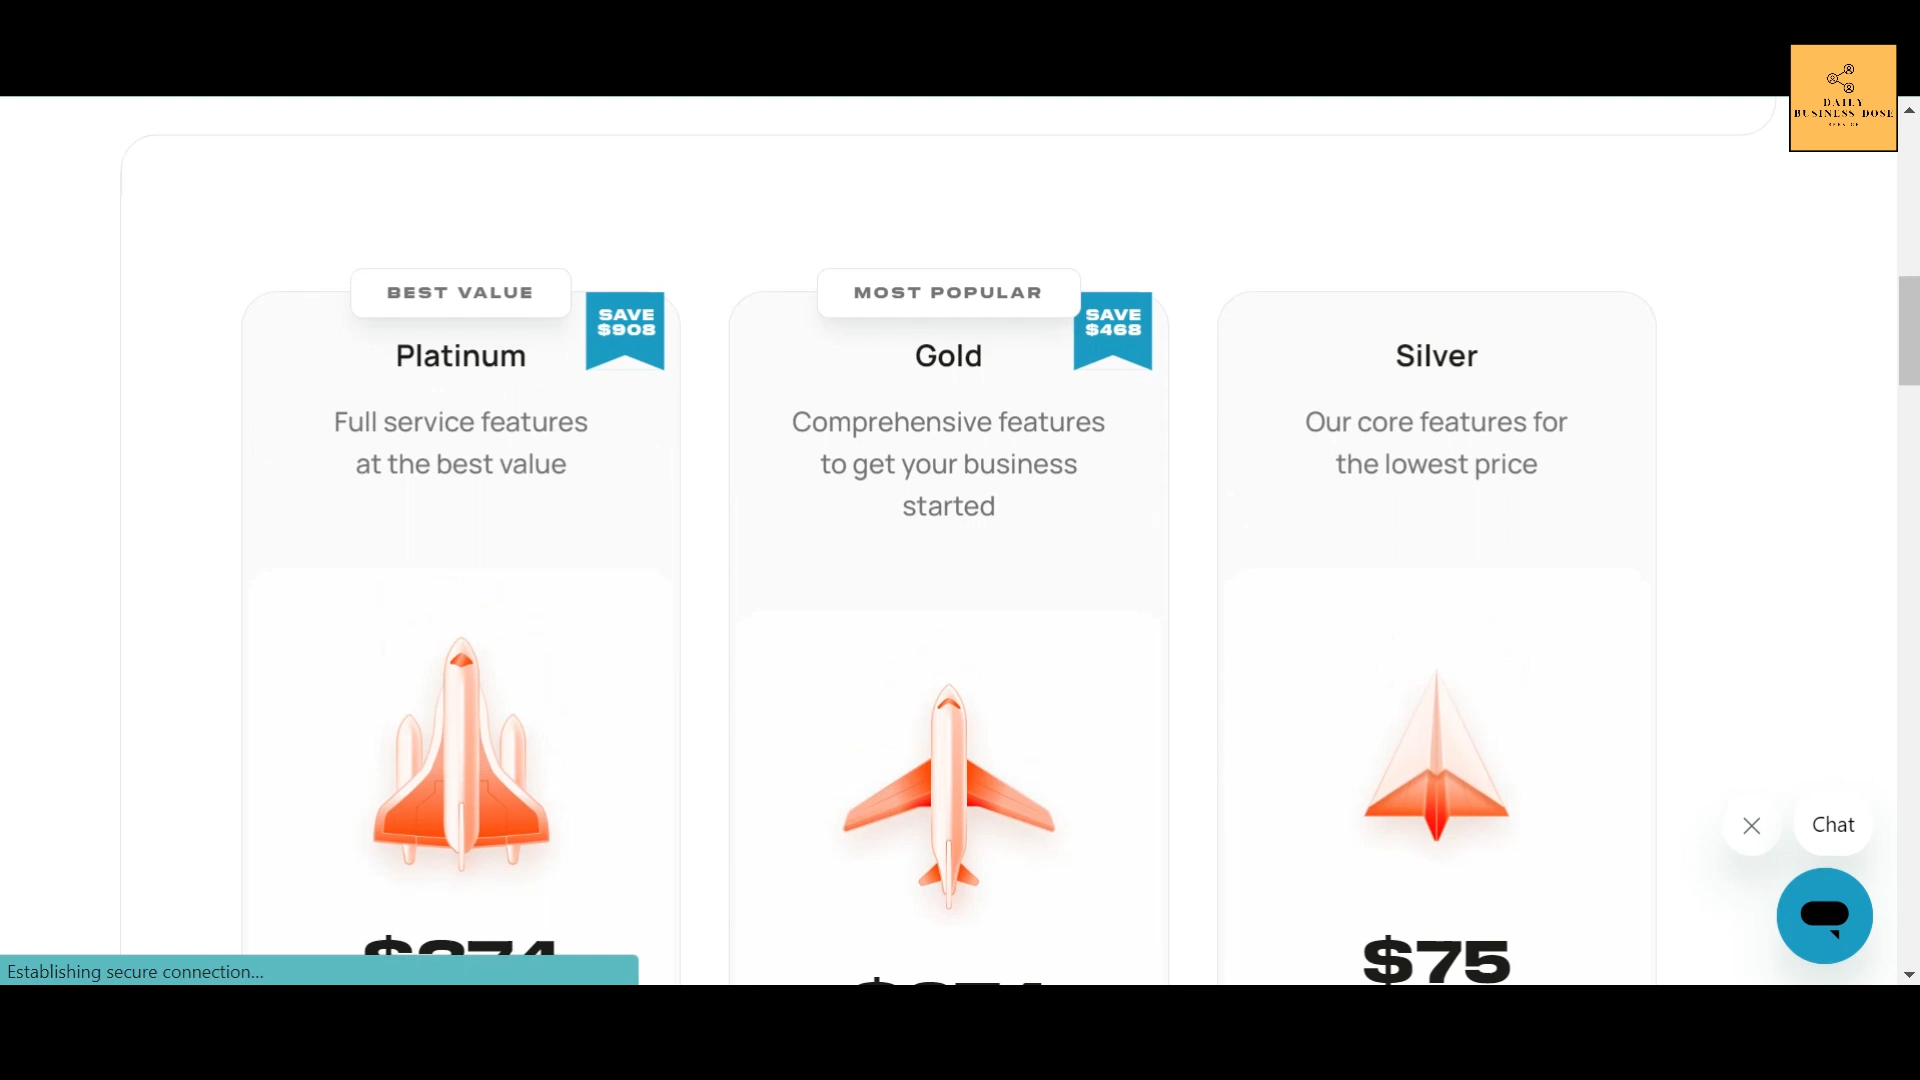 DAILY
BUSINESS DOSE
BEST VALUE
SAVE
$908
Platinum
Full service features
at the best value
MOST POPULAR
SAVE
$468
Gold
Comprehensive features
to get your business
started
Silver
Our core features for
the lowest price
$75
Chat
Establishing secure connection...